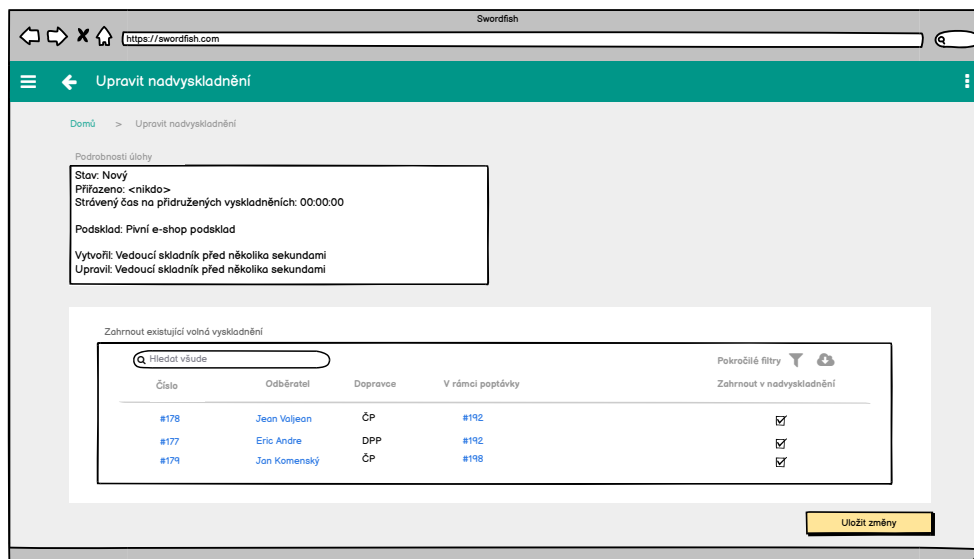 Swordfish
https://swordfish.com
Upravit nadvyskladnění
Domů > Upravit nadvyskladnění
Podrobnosti úlohy
Stav: Nový
Přiřazeno: <nikdo>
Strávený čas na přidružených vyskladněních: 00:00:00
Podsklad: Pivní e-shop podsklad
Vytvořil: Vedoucí skladník před několika sekundami
Upravil: Vedoucí skladník před několika sekundami
Zahrnout existující volná vyskladnění
Hledat všude Pokročilé filtry
Číslo Odběratel Dopravce V rámci poptávky Zahrnout v nadvyskladnění
#178 Jean Valjean ČP #192
#177 Eric Andre DPP #192
#179 Jan Komenský ČP #198
Uložit změny